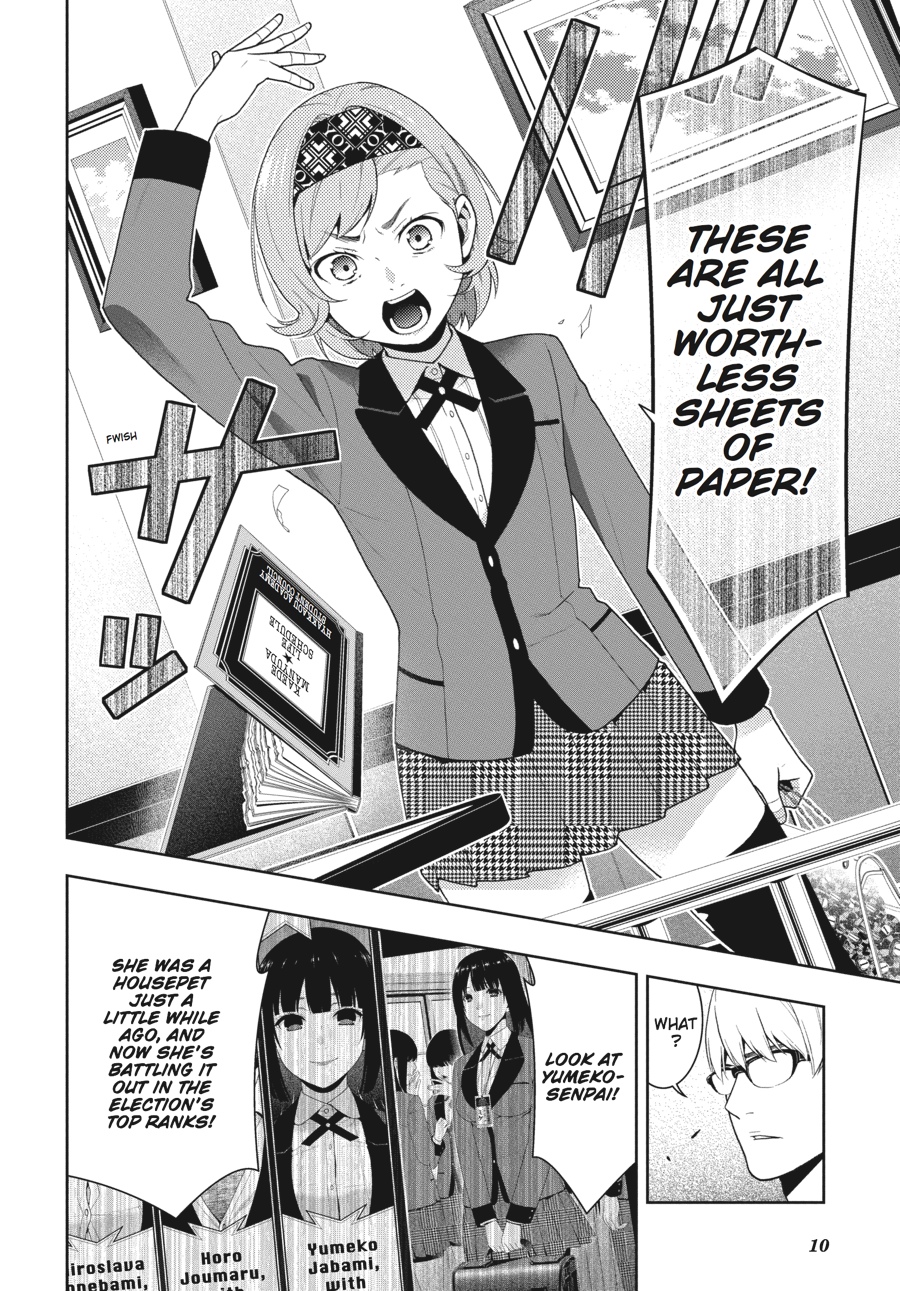 THESE
ARE ALL
JUST
WORTH-
LESS
SHEETS
OF
PAPER!
FWISH
サッ
HYAKKAOU ACADEMY
STUDENT COUNCIL
KAEDE
MANYUDA
★
LIFE
SCHEDULE
WHAT
?
LOOK AT
YUMEKO-
SENPAI!
SHE WAS A
HOUSEPET
JUST A
LITTLE WHILE
AGO, AND
NOW SHE'S
BATTLING IT
OUT IN THE
ELECTION'S
TOP RANKS!
Yumeko
Jabami,
with
Horo
Joumaru,
10